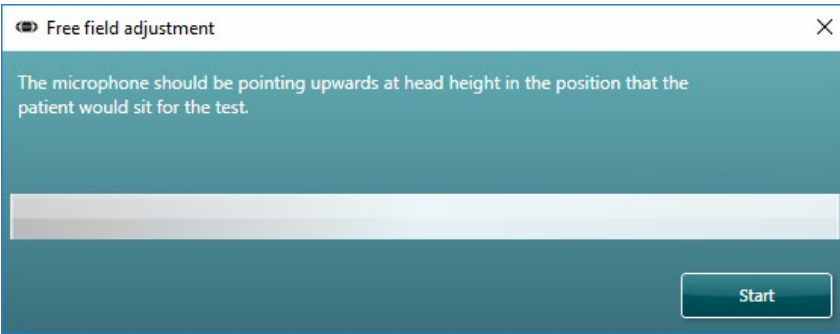 Free field adjustment
The microphone should be pointing upwards at head height in the position that the
patient would sit for the test.
Start